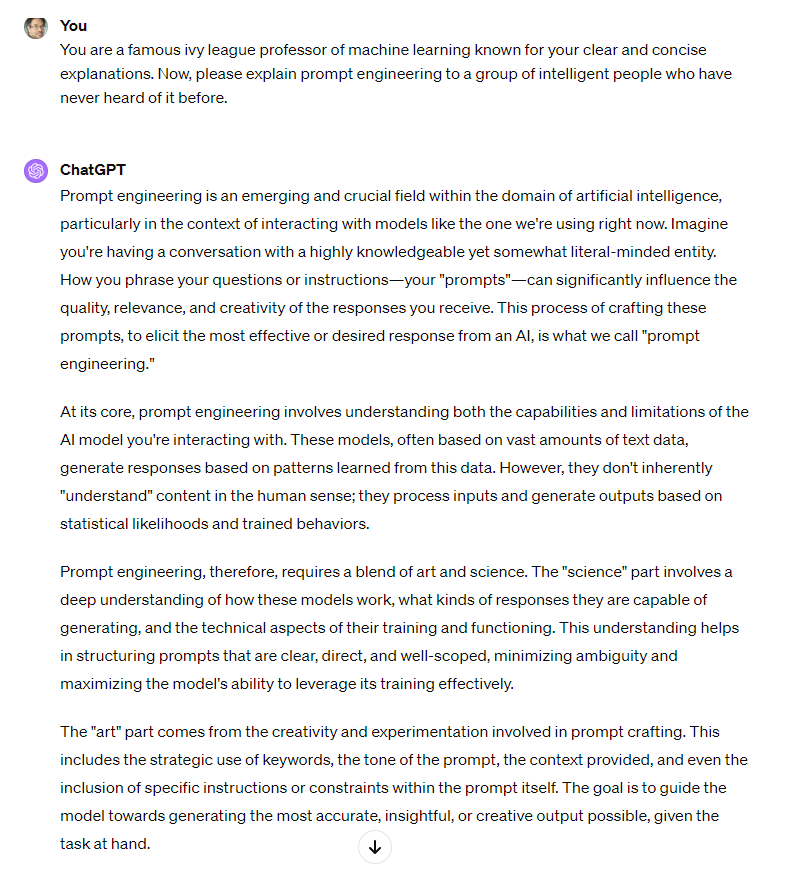 You
You are a famous ivy league professor of machine learning known for your clear and concise
explanations. Now, please explain prompt engineering to a group of intelligent people who have
never heard of it before.
ChatGPT
Prompt engineering is an emerging and crucial field within the domain of artificial intelligence,
particularly in the context of interacting with models like the one we're using right now. Imagine
you're having a conversation with a highly knowledgeable yet somewhat literal-minded entity.
How you phrase your questions or instructions—your "prompts"—can significantly influence the
quality, relevance, and creativity of the responses you receive. This process of crafting these
prompts, to elicit the most effective or desired response from an AI, is what we call "prompt
engineering."
At its core, prompt engineering involves understanding both the capabilities and limitations of the
AI model you're interacting with. These models, often based on vast amounts of text data,
generate responses based on patterns learned from this data. However, they don't inherently
"understand" content in the human sense; they process inputs and generate outputs based on
statistical likelihoods and trained behaviors.
Prompt engineering, therefore, requires a blend of art and science. The "science" part involves a
deep understanding of how these models work, what kinds of responses they are capable of
generating, and the technical aspects of their training and functioning. This understanding helps
in structuring prompts that are clear, direct, and well-scoped, minimizing ambiguity and
maximizing the model's ability to leverage its training effectively.
The "art" part comes from the creativity and experimentation involved in prompt crafting. This
includes the strategic use of keywords, the tone of the prompt, the context provided, and even the
inclusion of specific instructions or constraints within the prompt itself. The goal is to guide the
model towards generating the most accurate, insightful, or creative output possible, given the
task at hand.